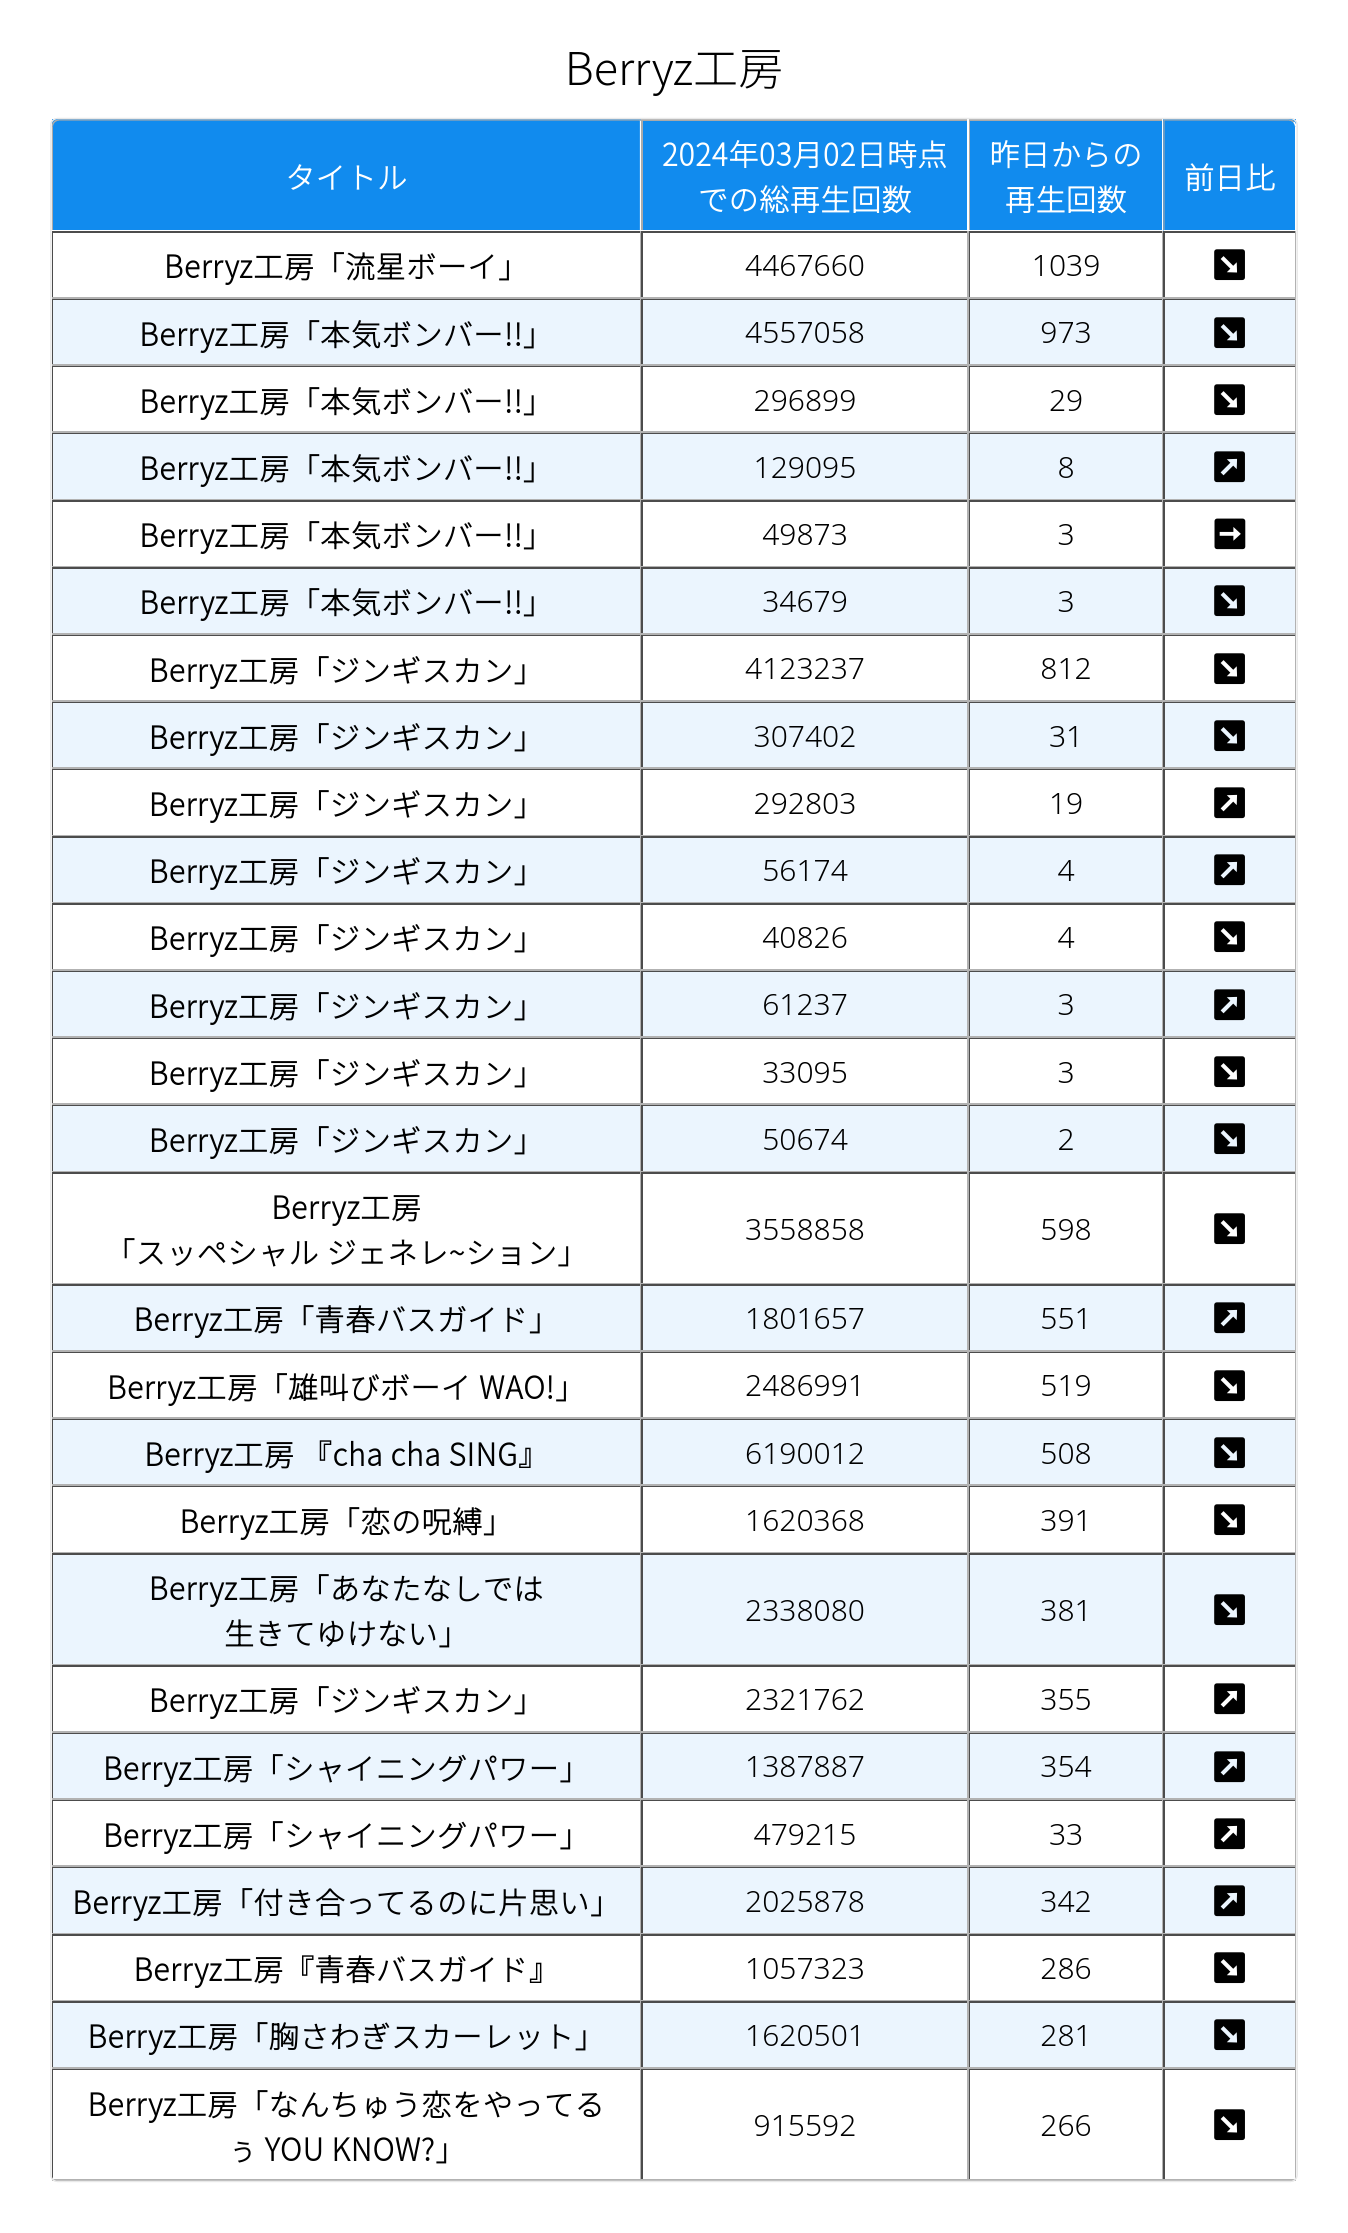 Berryz工房
タイトル
2024年03月02日時点
での総再生回数
昨日からの
再生回数
前日比
Berryz工房「流星ボーイ」 4467660 1039 ↘
Berryz工房「本気ボンバー!!」 4557058 973 ↘
Berryz工房「本気ボンバー!!」 296899 29 ↘
Berryz工房「本気ボンバー!!」 129095 8 ↗
Berryz工房「本気ボンバー!!」 49873 3 →
Berryz工房「本気ボンバー!!」 34679 3 ↘
Berryz工房「ジンギスカン」 4123237 812 ↘
Berryz工房「ジンギスカン」 307402 31 ↘
Berryz工房「ジンギスカン」 292803 19 ↗
Berryz工房「ジンギスカン」 56174 4 ↗
Berryz工房「ジンギスカン」 40826 4 ↘
Berryz工房「ジンギスカン」 61237 3 ↗
Berryz工房「ジンギスカン」 33095 3 ↘
Berryz工房「ジンギスカン」 50674 2 ↘
Berryz工房
「スッペシャル ジェネレ~ション」 3558858 598 ↘
Berryz工房「青春バスガイド」 1801657 551 ↗
Berryz工房「雄叫びボーイ WAO!」 2486991 519 ↘
Berryz工房 『cha cha SING』 6190012 508 ↘
Berryz工房「恋の呪縛」 1620368 391 ↘
Berryz工房「あなたなしでは
生きてゆけない」 2338080 381 ↘
Berryz工房「ジンギスカン」 2321762 355 ↗
Berryz工房「シャイニングパワー」 1387887 354 ↗
Berryz工房「シャイニングパワー」 479215 33 ↗
Berryz工房「付き合ってるのに片思い」 2025878 342 ↗
Berryz工房『青春バスガイド』 1057323 286 ↘
Berryz工房「胸さわぎスカーレット」 1620501 281 ↘
Berryz工房「なんちゅう恋をやってる
ぅ YOU KNOW?」 915592 266 ↘